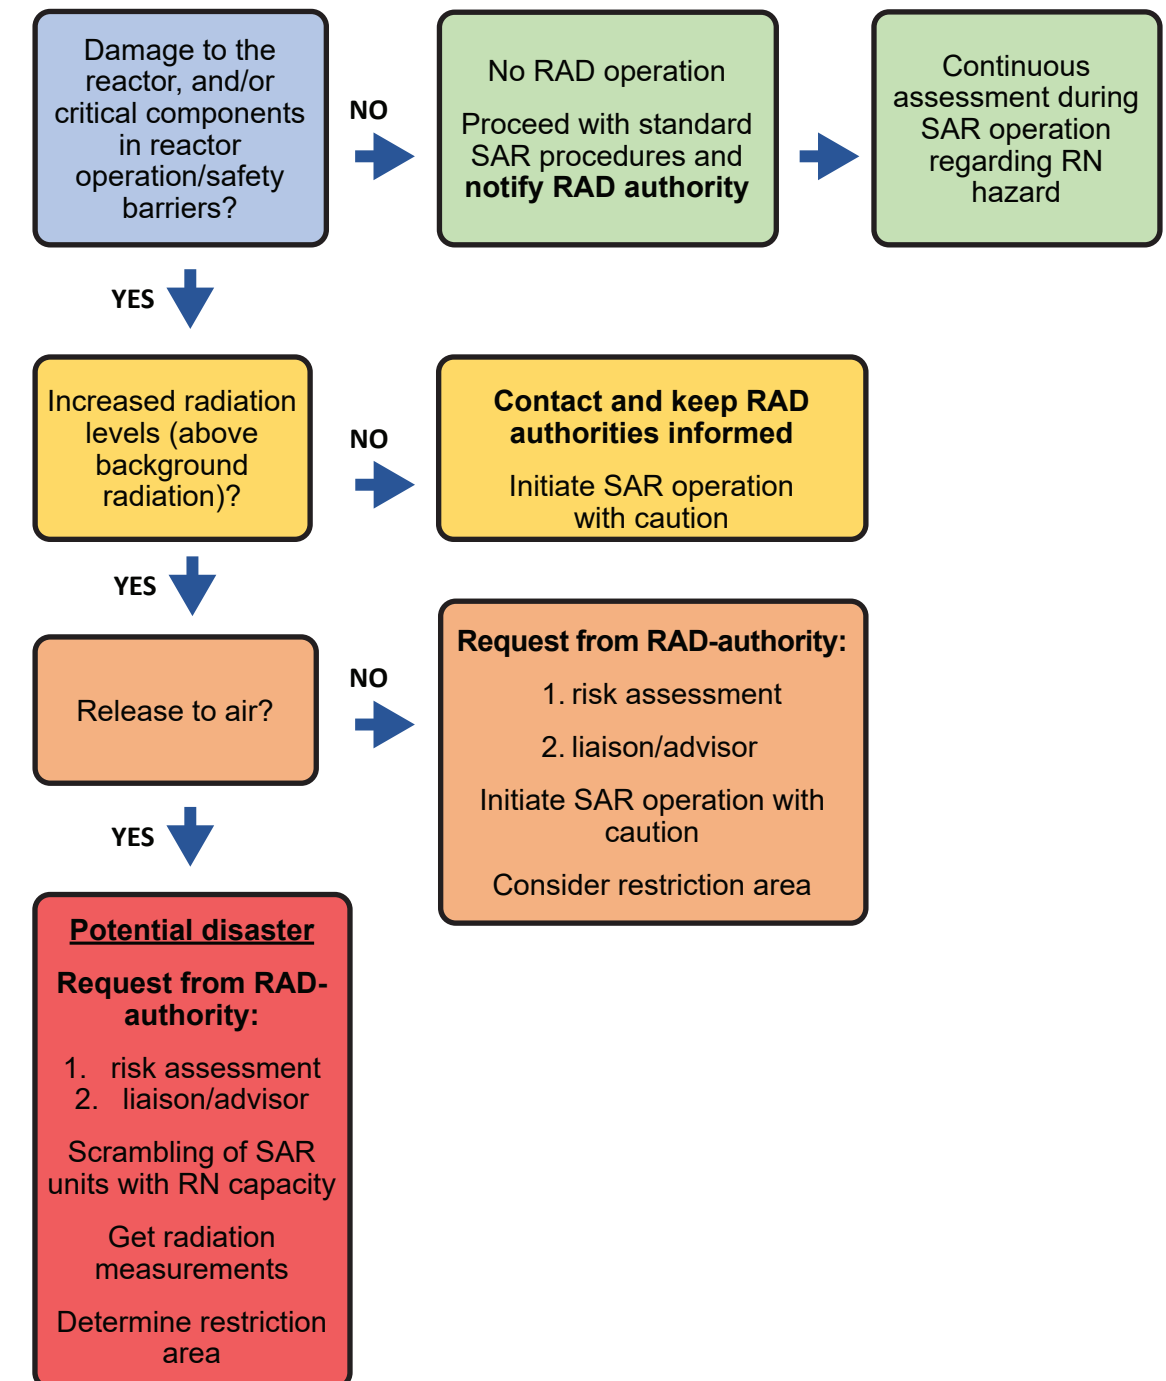 Damage to the
reactor, and/or
critical components
in reactor
operation/safety
barriers?
NO
No RAD operation
Proceed with standard
SAR procedures and
notify RAD authority
Continuous
assessment during
SAR operation
regarding RN
hazard
YES
Increased radiation
levels (above
background
radiation)?
NO
Contact and keep RAD
authorities informed
Initiate SAR operation
with caution
YES
Release to air?
NO
Request from RAD-authority:
1. risk assessment
2. liaison/advisor
Initiate SAR operation with
caution
Consider restriction area
YES
Potential disaster
Request from RAD-
authority:
1. risk assessment
2. liaison/advisor
Scrambling of SAR
units with RN capacity
Get radiation
measurements
Determine restriction
area